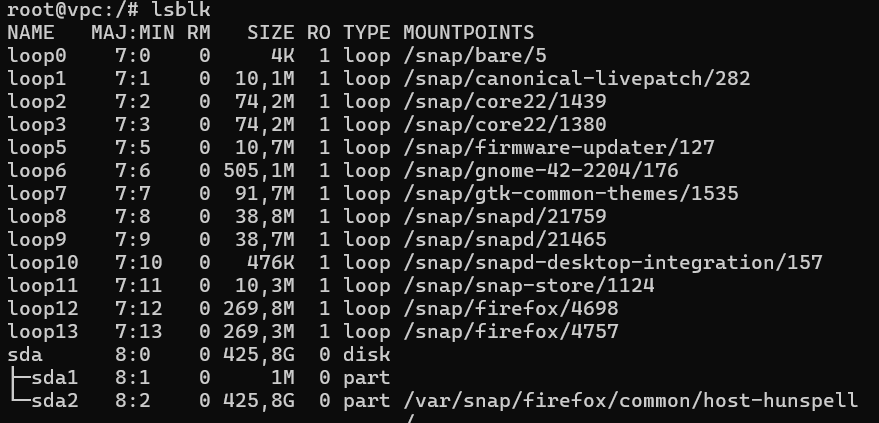 root@vpc:/# lsblk
NAME   MAJ:MIN RM   SIZE RO TYPE MOUNTPOINTS
loop0    7:0    0     4K  1 loop /snap/bare/5
loop1    7:1    0  10,1M  1 loop /snap/canonical-livepatch/282
loop2    7:2    0  74,2M  1 loop /snap/core22/1439
loop3    7:3    0  74,2M  1 loop /snap/core22/1380
loop5    7:5    0  10,7M  1 loop /snap/firmware-updater/127
loop6    7:6    0 505,1M  1 loop /snap/gnome-42-2204/176
loop7    7:7    0  91,7M  1 loop /snap/gtk-common-themes/1535
loop8    7:8    0  38,8M  1 loop /snap/snapd/21759
loop9    7:9    0  38,7M  1 loop /snap/snapd/21465
loop10   7:10   0   476K  1 loop /snap/snapd-desktop-integration/157
loop11   7:11   0  10,3M  1 loop /snap/snap-store/1124
loop12   7:12   0 269,8M  1 loop /snap/firefox/4698
loop13   7:13   0 269,3M  1 loop /snap/firefox/4757
sda      8:0    0 425,8G  0 disk
├─sda1   8:1    0     1M  0 part
└─sda2   8:2    0 425,8G  0 part /var/snap/firefox/common/host-hunspell
                                 /